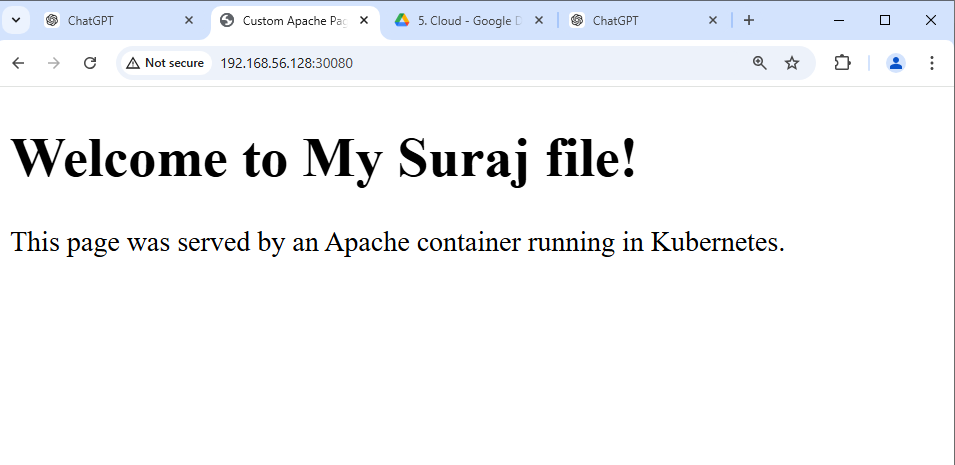 ChatGPT
Custom Apache Pag
5. Cloud - Google D
ChatGPT
Not secure
192.168.56.128:30080
Welcome to My Suraj file!
This page was served by an Apache container running in Kubernetes.